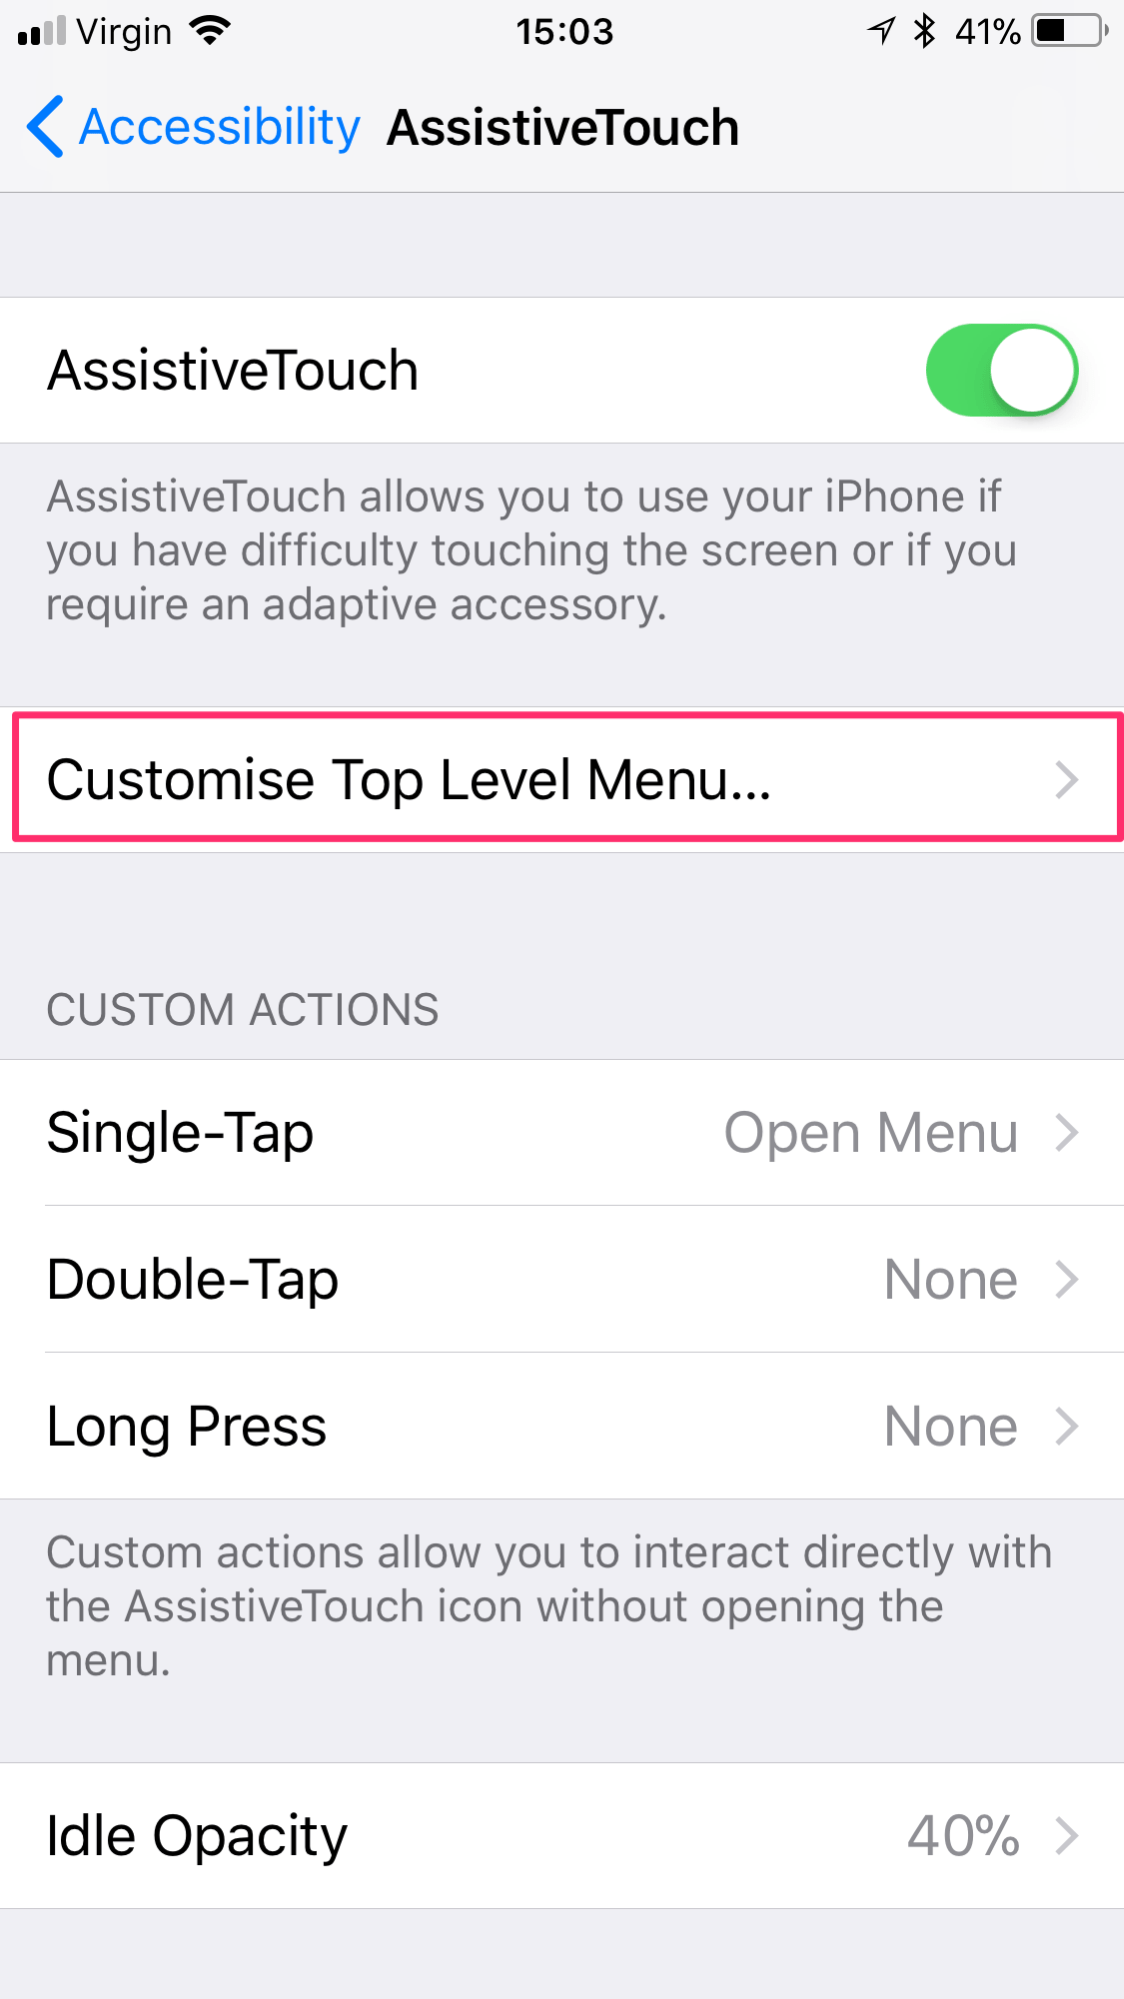 Virgin 15:03 41%
Accessibility AssistiveTouch
AssistiveTouch
AssistiveTouch allows you to use your iPhone if
you have difficulty touching the screen or if you
require an adaptive accessory.
Customise Top Level Menu...
CUSTOM ACTIONS
Single-Tap Open Menu
Double-Tap None
Long Press None
Custom actions allow you to interact directly with
the AssistiveTouch icon without opening the
menu.
Idle Opacity 40%